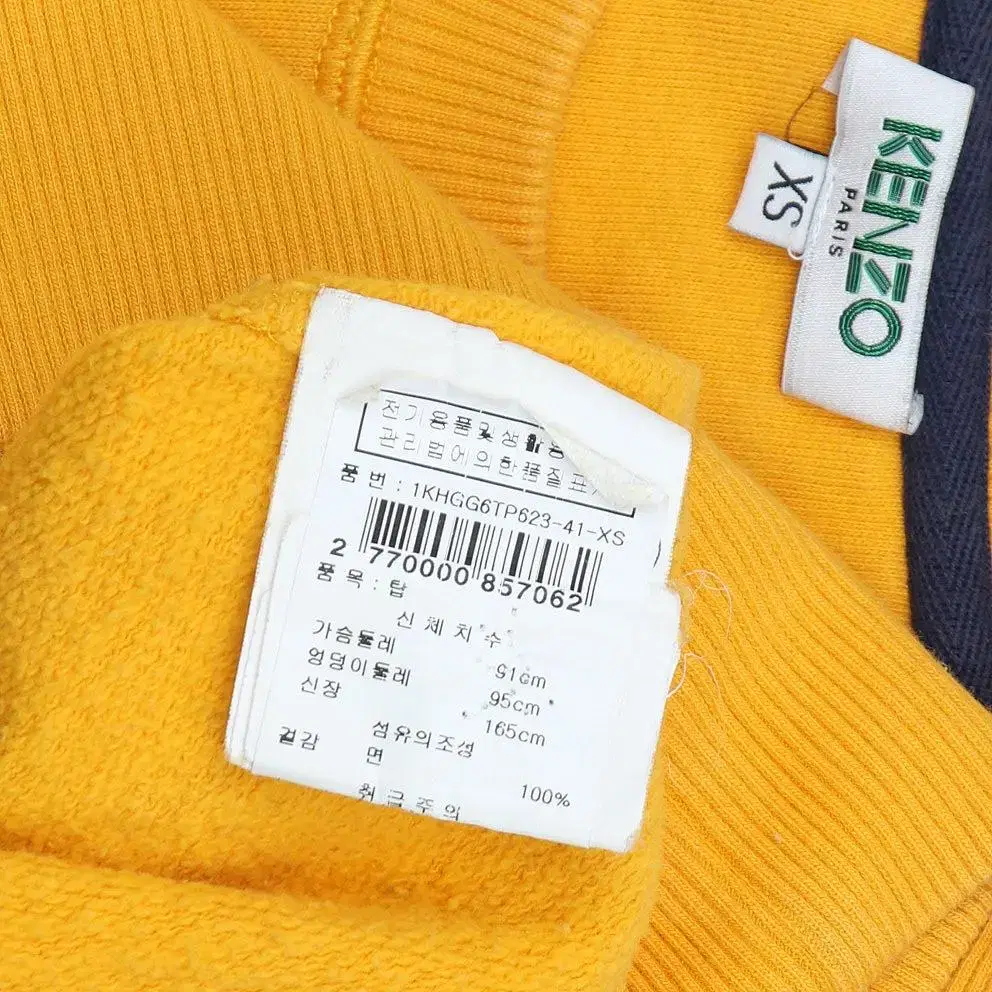 KENZO
PARIS
XS
전기용품및생활
관리법에의한품질표
품번:1KHGG6TP623-41-XS
2 770000 857062
품목:탑
신체치수
가슴둘레 91cm
엉덩이둘레 95cm
신장 165cm
섬유의조성
겉감 면 100%
취급주의